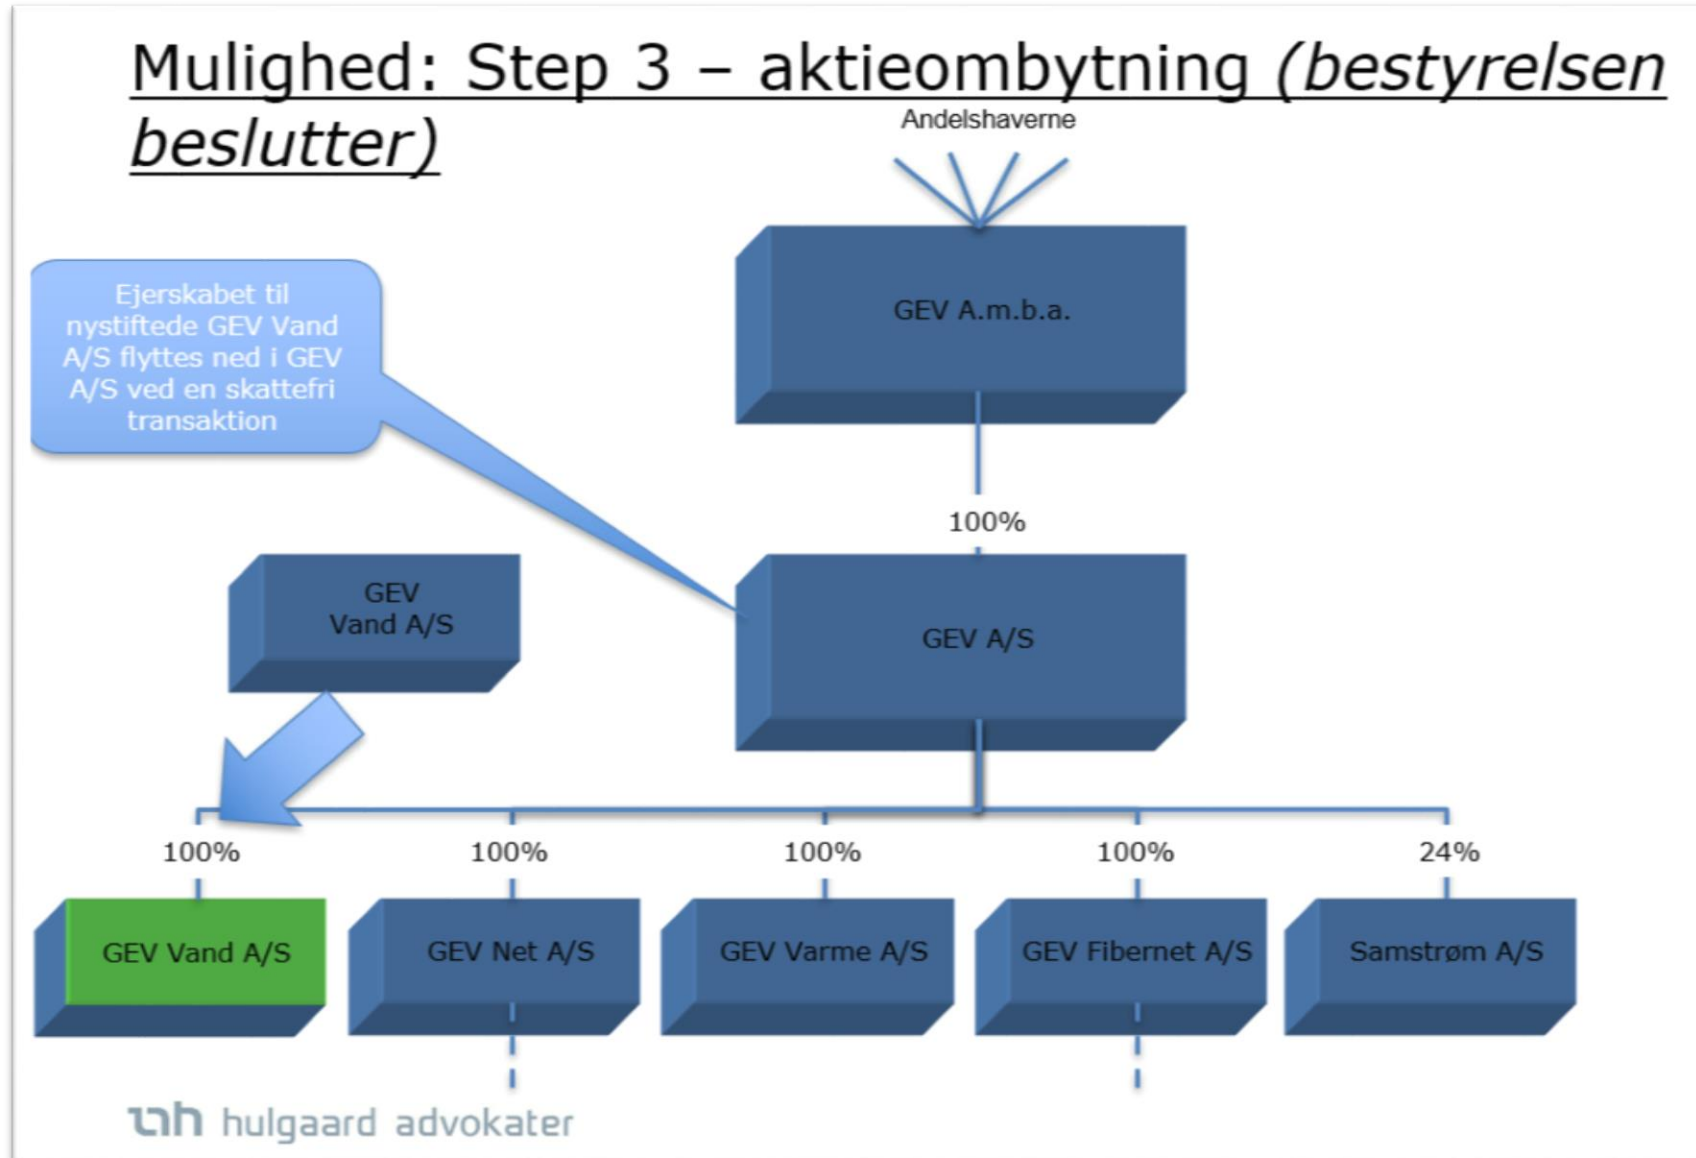 Mulighed: Step 3 – aktieombytning (bestyrelsen
beslutter)
Andelshaverne
Ejerskabet til
nystiftede GEV Vand
A/S flyttes ned i GEV
A/S ved en skattefri
transaktion
GEV A.m.b.a.
100%
GEV
Vand A/S
GEV A/S
100%
100%
100%
100%
24%
GEV Vand A/S
GEV Net A/S
GEV Varme A/S
GEV Fibernet A/S
Samstrøm A/S
hulgaard advokater